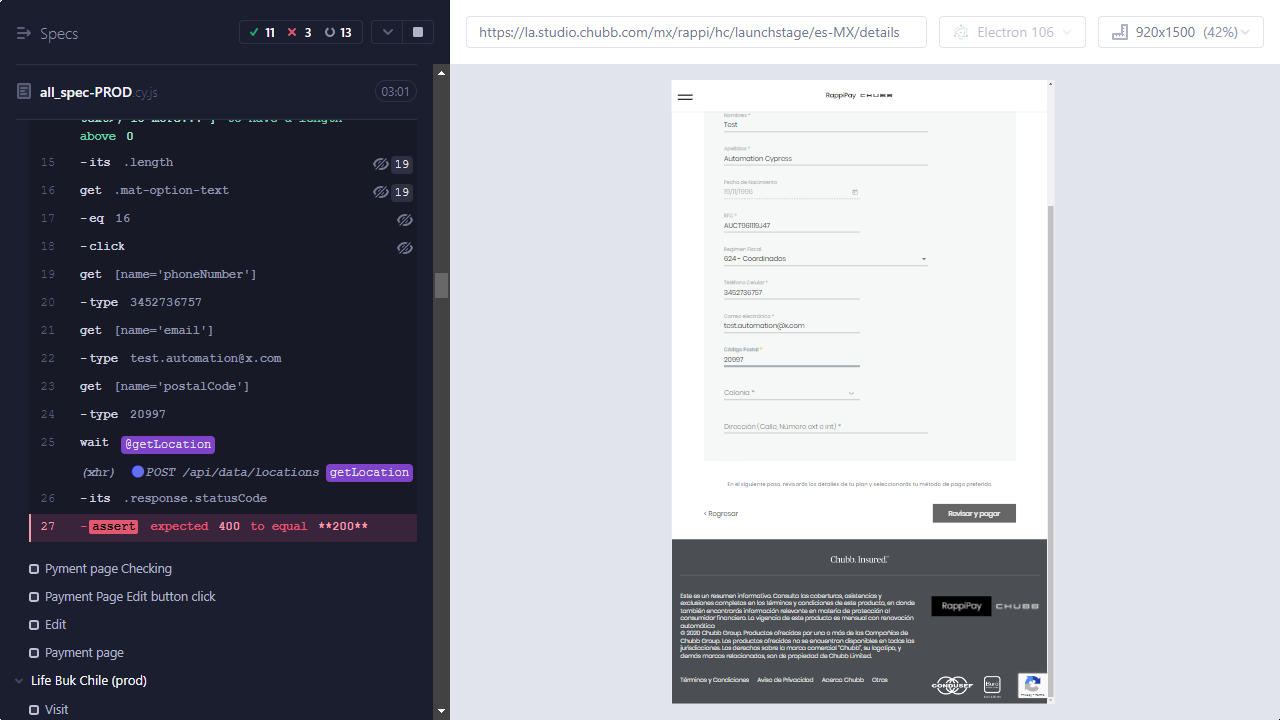 Specs
11 3 13
https://la.studio.chubb.com/mx/rappi/hc/launchstage/es-MX/details
Electron 106
920x1500 (42%)
all_spec-PROD.cy.js
03:01
above 0
-its .length 19
get .mat-option-text 19
17 -eq 16
18 -click
19 get [name='phoneNumber']
20 -type 3452736757
21 get [name='email']
22 -type test.automation@x.com
23 get [name='postalCode']
24 -type 20997
25 wait @getLocation
(xhr) POST /api/data/locations getLocation
26 -its .response.statusCode
27 -assert expected 400 to equal **200**
Pyment page Checking
Payment Page Edit button click
Edit
Payment page
Life Buk Chile (prod)
Visit
RappiPay CHUBB
Nombres *
Test
Apellidos *
Automation Cypress
Fecha de Nacimiento
19/11/1996
RFC *
AUCT961119J47
Regimen Fiscal
624 - Coordinados
Teléfono Celular *
3452736757
Correo electrónico *
test.automation@x.com
Código Postal *
20997
Colonia *
Dirección (Calle, Número ext e int) *
En el siguiente paso, revisarás los detalles de tu plan y seleccionarás tu método de pago preferido.
< Regresar
Revisar y pagar
Chubb. Insured.™
Este es un resumen informativo. Consulta las coberturas, asistencias y
exclusiones completas en los términos y condiciones de este producto, en donde
también encontrarás información relevante en materia de protección al
consumidor financiero. La vigencia de este producto es mensual con renovación
automática
© 2020 Chubb Group. Productos ofrecidos por una o más de las Compañías de
Chubb Group. Los productos ofrecidos no se encuentran disponibles en todas las
jurisdicciones. Los derechos sobre la marca comercial "Chubb", su logotipo, y
demás marcas relacionadas, son de propiedad de Chubb Limited.
RappiPay CHUBB
Términos y Condiciones Aviso de Privacidad Acerca Chubb Otros
CONDUSEF
Buró